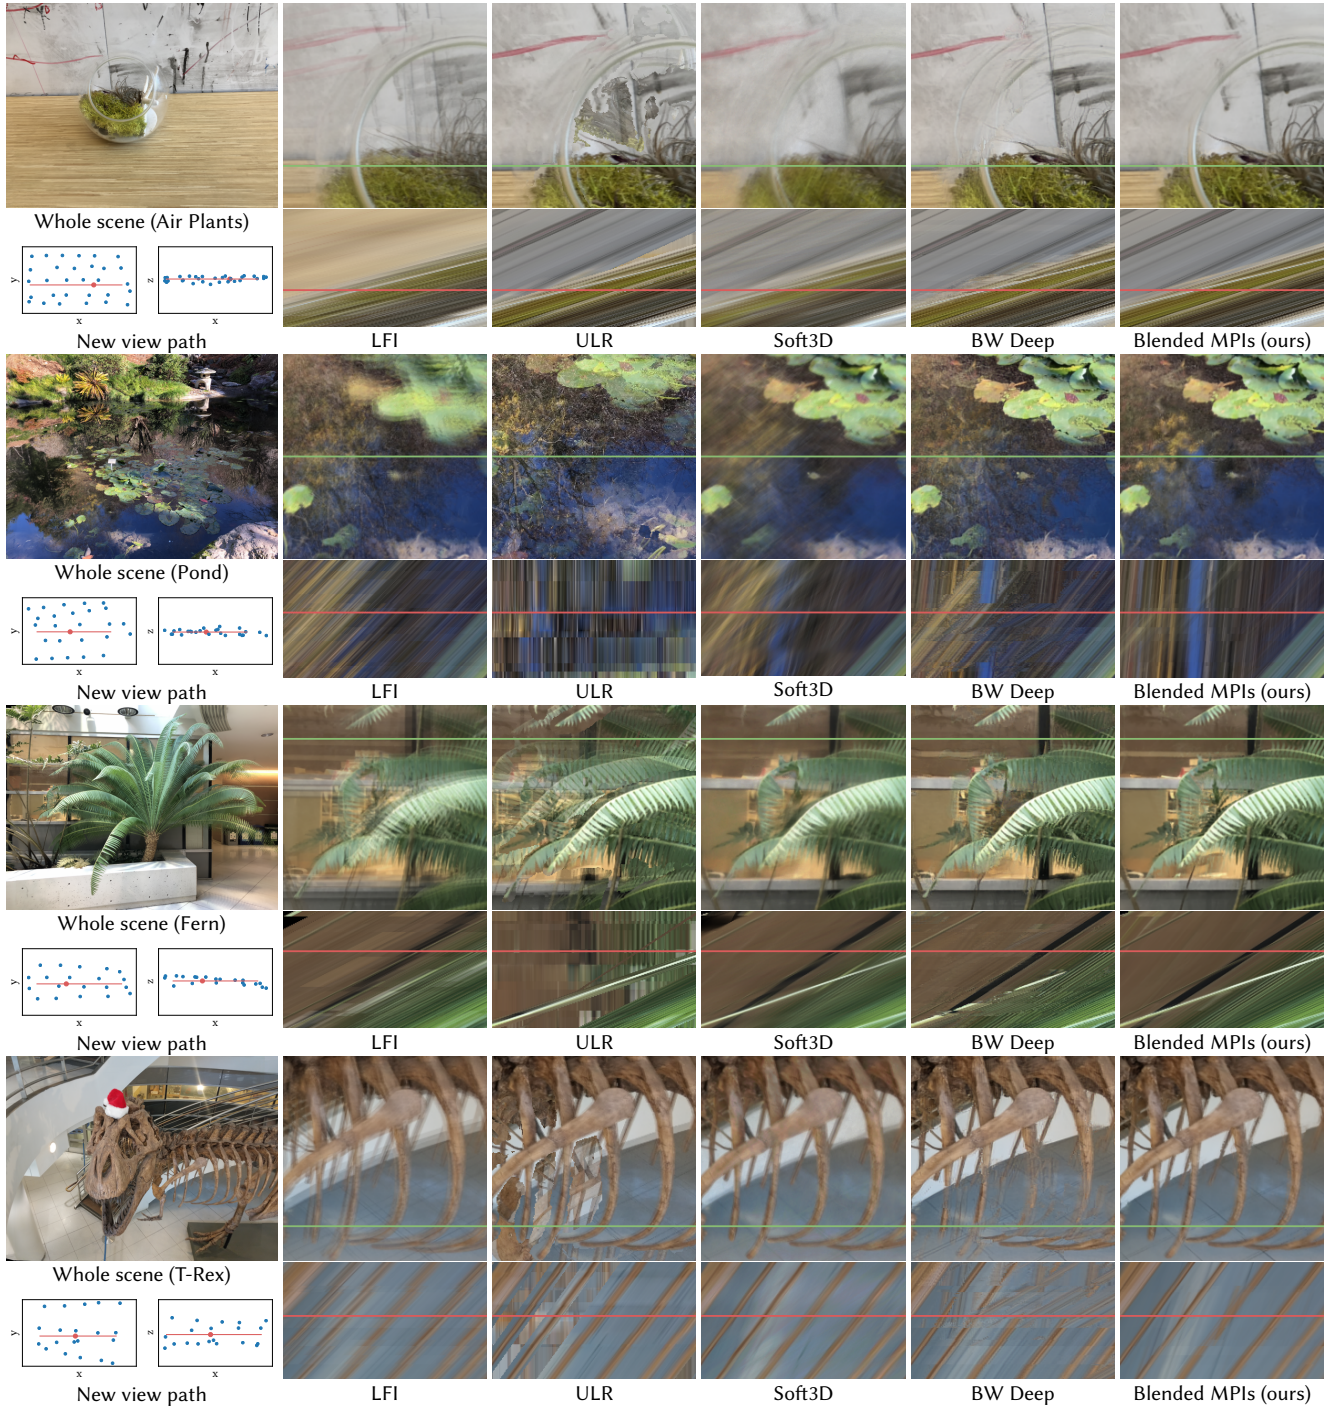 Whole scene (Air Plants)
y
x
z
x
New view path
LFI
ULR
Soft3D
BW Deep
Blended MPIs (ours)
Whole scene (Pond)
y
x
z
x
New view path
LFI
ULR
Soft3D
BW Deep
Blended MPIs (ours)
Whole scene (Fern)
y
x
z
x
New view path
LFI
ULR
Soft3D
BW Deep
Blended MPIs (ours)
Whole scene (T-Rex)
y
x
z
x
New view path
LFI
ULR
Soft3D
BW Deep
Blended MPIs (ours)